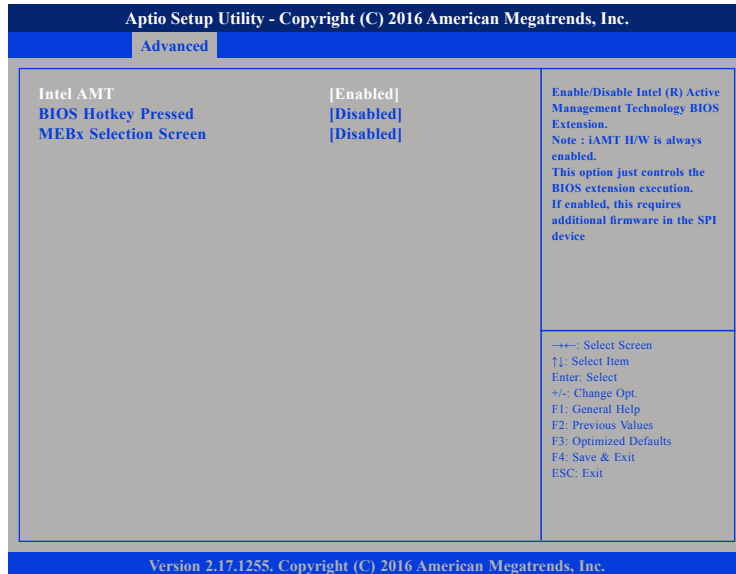 Aptio Setup Utility - Copyright (C) 2016 American Megatrends, Inc.
Advanced
Intel AMT [Enabled]
BIOS Hotkey Pressed [Disabled]
MEBx Selection Screen [Disabled]
Enable/Disable Intel (R) Active
Management Technology BIOS
Extension.
Note : iAMT H/W is always
enabled.
This option just controls the
BIOS extension execution.
If enabled, this requires
additional firmware in the SPI
device
→←: Select Screen
↑↓: Select Item
Enter: Select
+/-: Change Opt.
F1: General Help
F2: Previous Values
F3: Optimized Defaults
F4: Save & Exit
ESC: Exit
Version 2.17.1255. Copyright (C) 2016 American Megatrends, Inc.